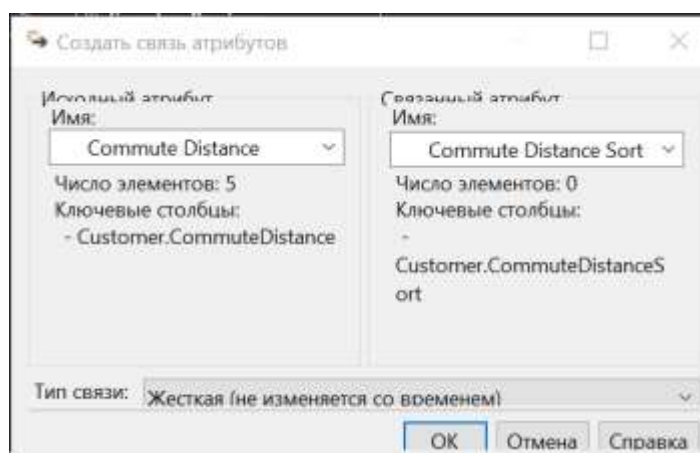 Создать связь атрибутов
Исходный атрибут
Имя:
Commute Distance
Число элементов: 5
Ключевые столбцы:
- Customer.CommuteDistance
Связанный атрибут
Имя:
Commute Distance Sort
Число элементов: 0
Ключевые столбцы:
-
Customer.CommuteDistanceS
ort
Тип связи: Жесткая (не изменяется со временем)
ОК Отмена Справка